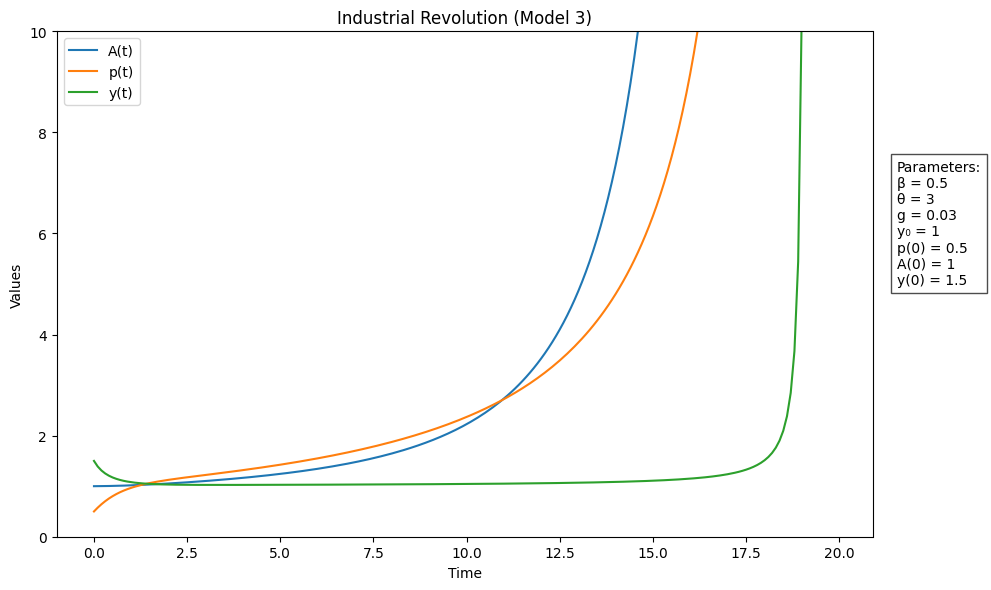 Industrial Revolution (Model 3)
A(t)
p(t)
y(t)
10
8
6
4
2
0
Values
0.0 2.5 5.0 7.5 10.0 12.5 15.0 17.5 20.0
Time
Parameters:
β = 0.5
θ = 3
g = 0.03
y₀ = 1
p(0) = 0.5
A(0) = 1
y(0) = 1.5